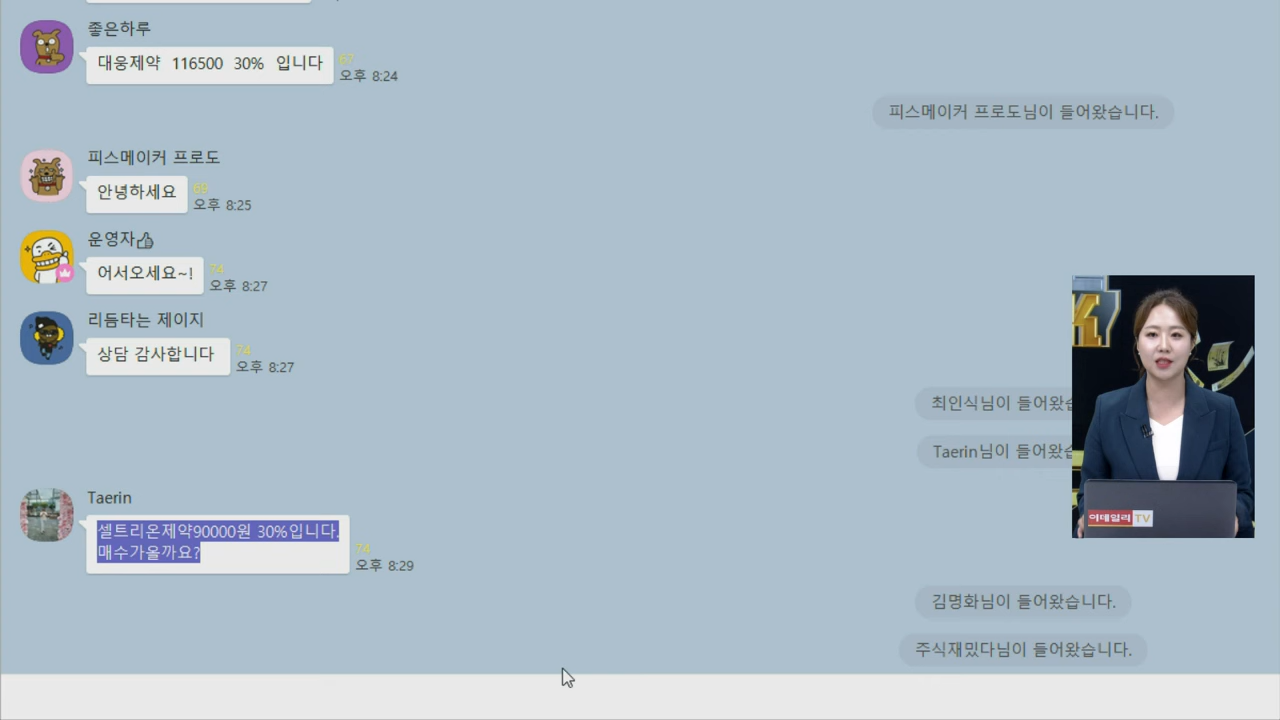 좋은하루
대웅제약 116500 30% 입니다
67
오후 8:24
피스메이커 프로도님이 들어왔습니다.
피스메이커 프로도
안녕하세요
69
오후 8:25
운영자👍
어서오세요~!
74
오후 8:27
리듬타는 제이지
상담 감사합니다
74
오후 8:27
최인식님이 들어왔습
Taerin님이 들어왔습
Taerin
셀트리온제약90000원 30%입니다.
매수가올까요?
74
오후 8:29
이데일리 TV
김명화님이 들어왔습니다.
주식재밌다님이 들어왔습니다.